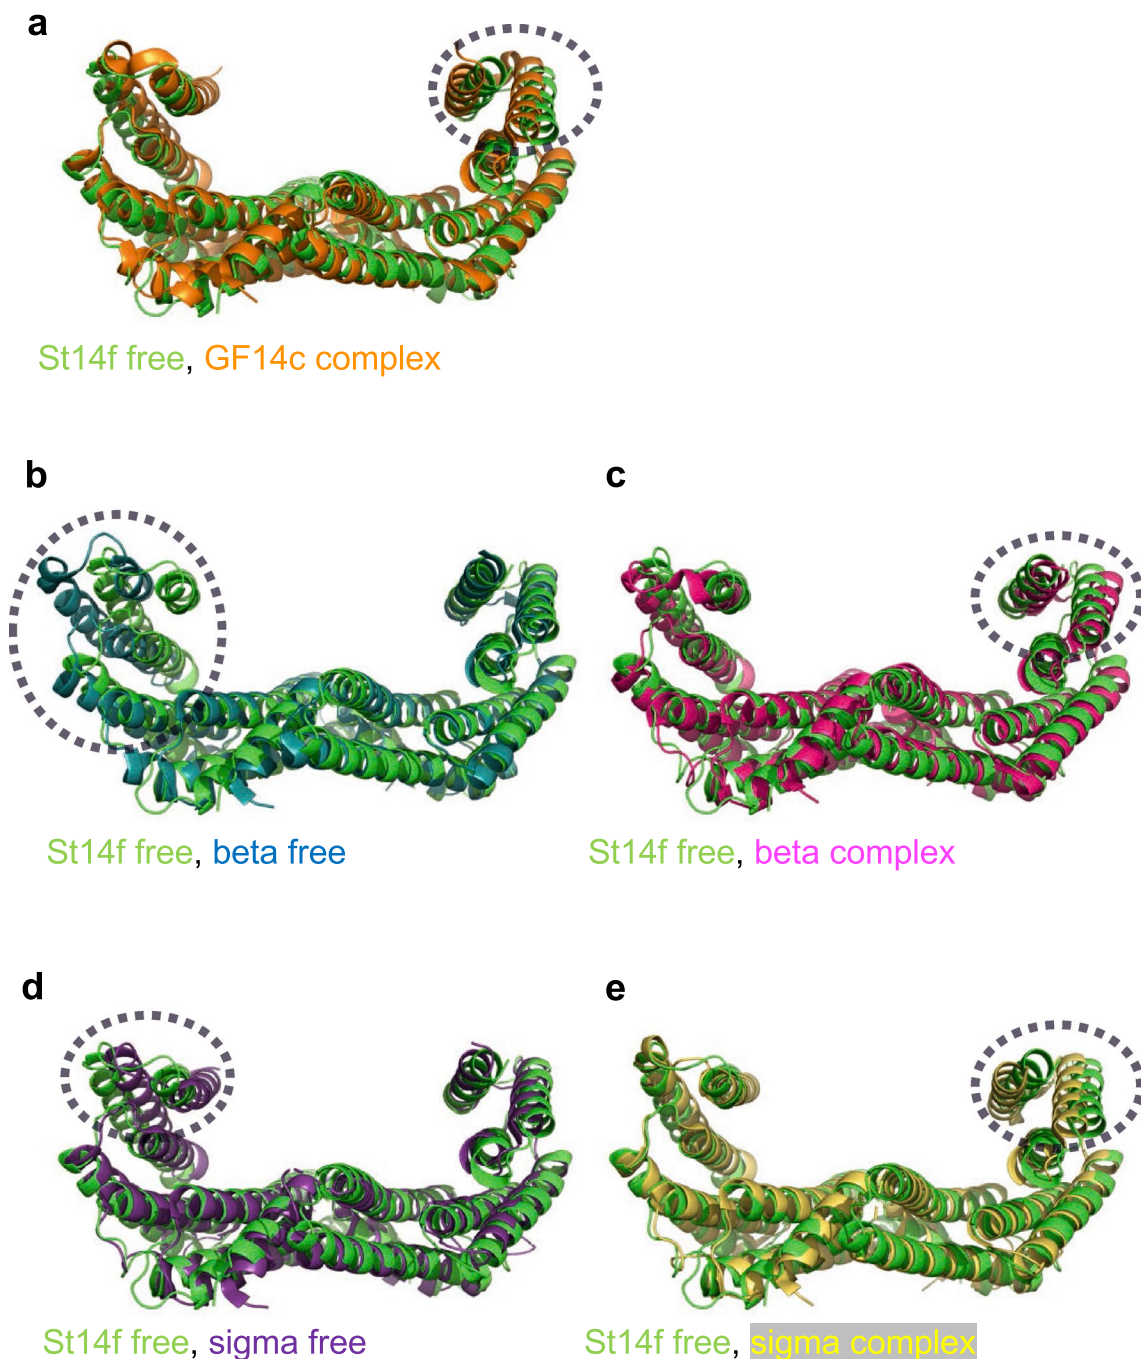 a
St14f free, GF14c complex
b
c
St14f free, beta free
St14f free, beta complex
d
e
St14f free, sigma free
St14f free, sigma complex